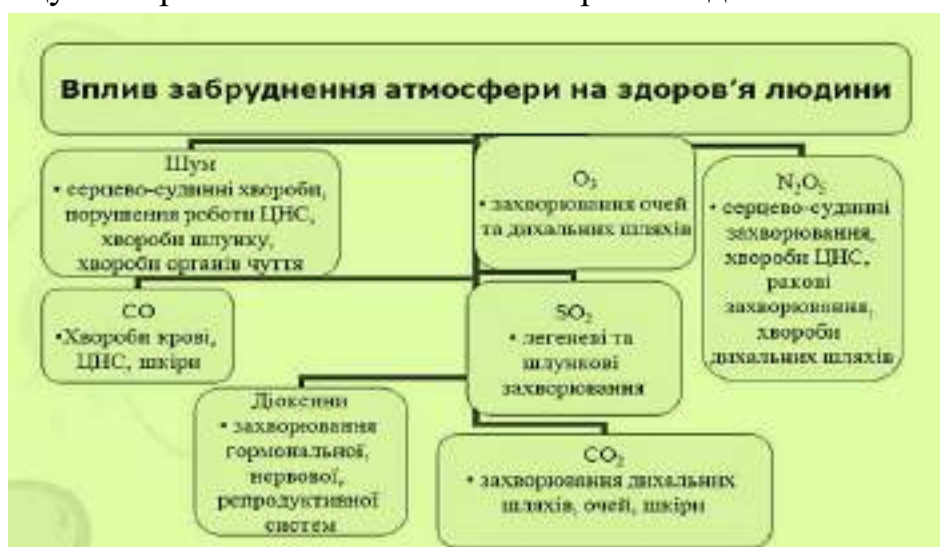 Вплив забруднення атмосфери на здоров’я людини
Шум
• серцево-судинні хвороби,
порушення роботи ЦНС,
хвороби шлунку,
хвороби органів чуття
O₃
• захворювання очей
та дихальних шляхів
N₂O₅
• серцево-судинні
захворювання,
хвороби ЦНС,
ракові
захворювання,
хвороби
дихальних шляхів
CO
•Хвороби крові,
ЦНС, шкіри
SO₂
• легеневі та
шлункові
захворювання
Діоксини
• захворювання
гормональної,
нервової,
репродуктивної
систем
CO₂
• захворювання дихальних
шляхів, очей, шкіри